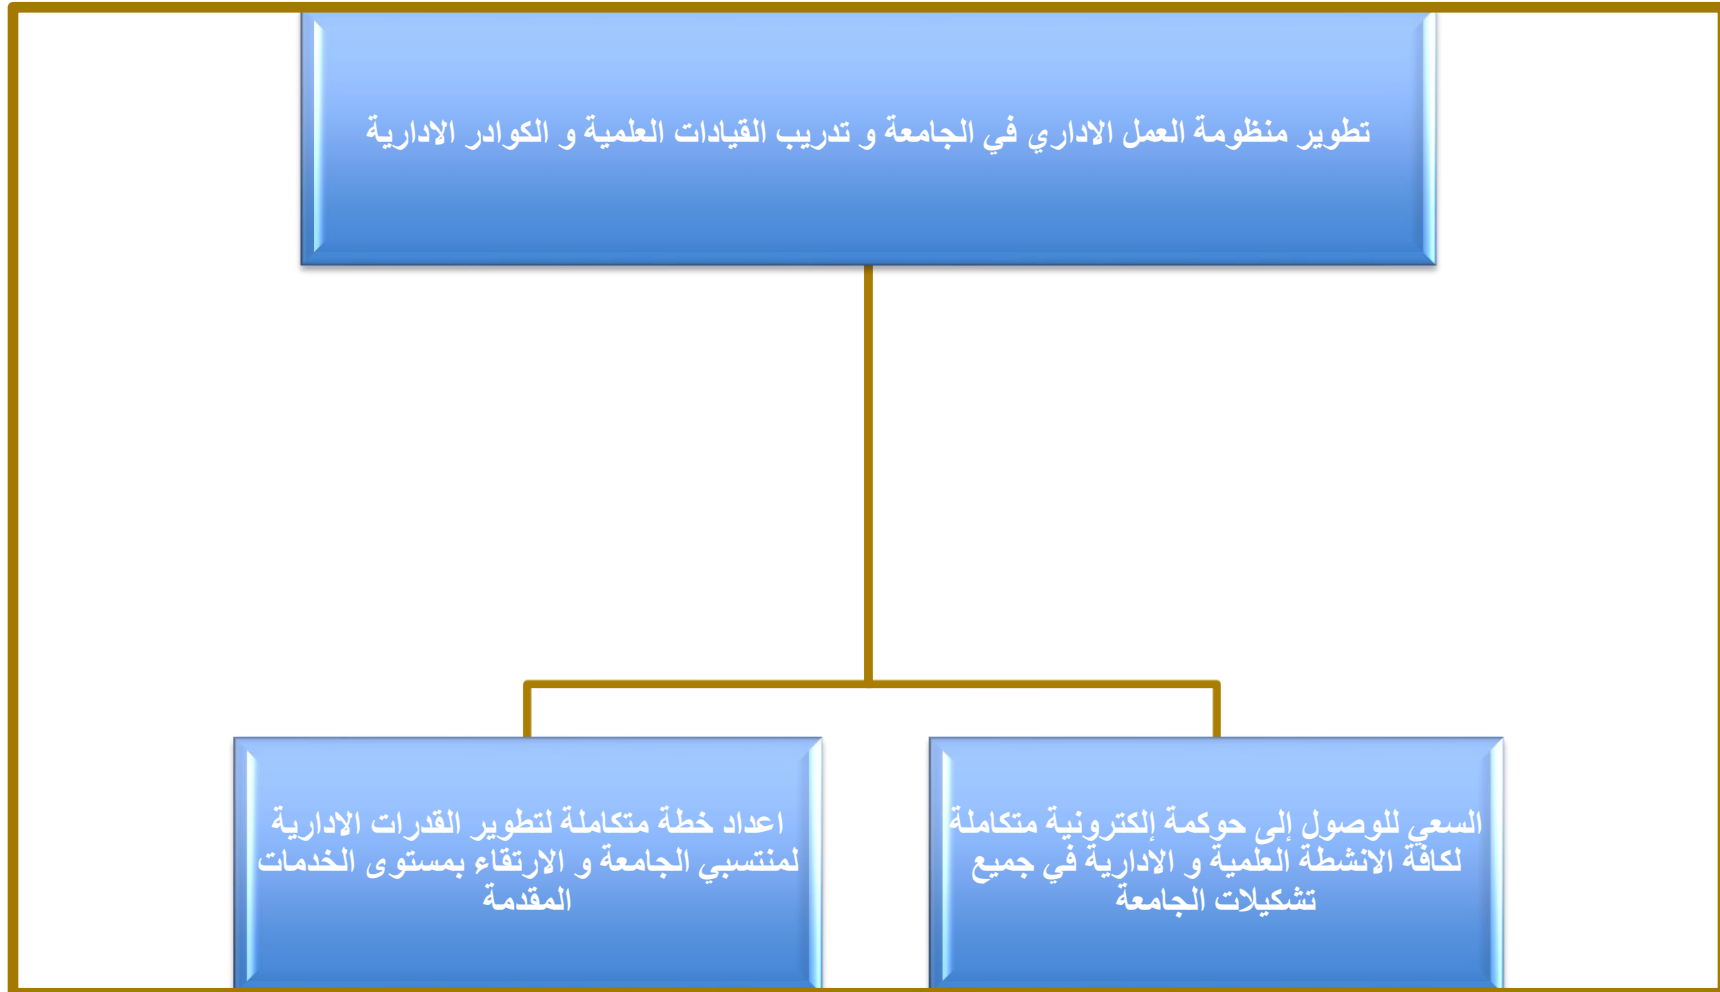 تطوير منظومة العمل الاداري في الجامعة و تدريب القيادات العلمية و الكوادر الادارية
السعي للوصول إلى حوكمة إلكترونية متكاملة
لكافة الانشطة العلمية و الادارية في جميع
تشكيلات الجامعة
اعداد خطة متكاملة لتطوير القدرات الادارية
لمنتسبي الجامعة و الارتقاء بمستوى الخدمات
المقدمة